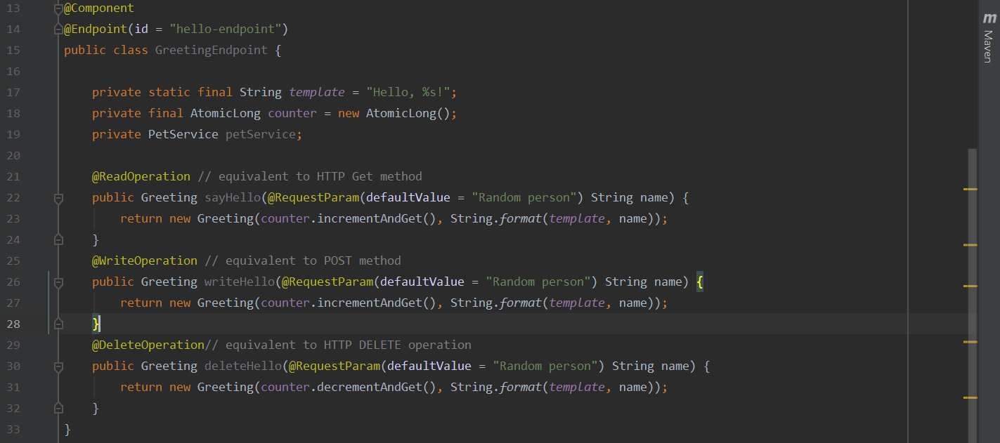 13 @Component
14 @Endpoint(id = "hello-endpoint")
15 public class GreetingEndpoint {
16
17     private static final String template = "Hello, %s!";
18     private final AtomicLong counter = new AtomicLong();
19     private PetService petService;
20
21     @ReadOperation // equivalent to HTTP Get method
22     public Greeting sayHello(@RequestParam(defaultValue = "Random person") String name) {
23         return new Greeting(counter.incrementAndGet(), String.format(template, name));
24     }
25     @WriteOperation // equivalent to POST method
26     public Greeting writeHello(@RequestParam(defaultValue = "Random person") String name) {
27         return new Greeting(counter.incrementAndGet(), String.format(template, name));
28     }
29     @DeleteOperation// equivalent to HTTP DELETE operation
30     public Greeting deleteHello(@RequestParam(defaultValue = "Random person") String name) {
31         return new Greeting(counter.decrementAndGet(), String.format(template, name));
32     }
33 }
m
Maven